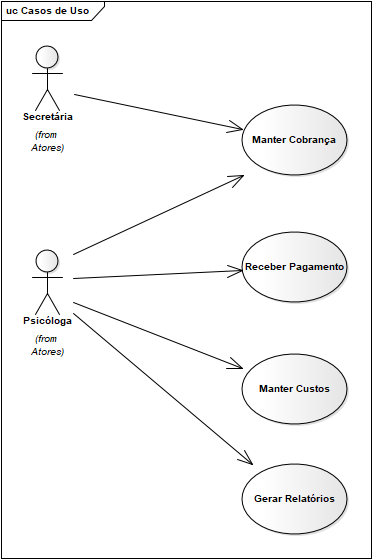 uc Casos de Uso
Secretária
(from
Atores)
Manter Cobrança
Receber Pagamento
Psicóloga
(from
Atores)
Manter Custos
Gerar Relatórios